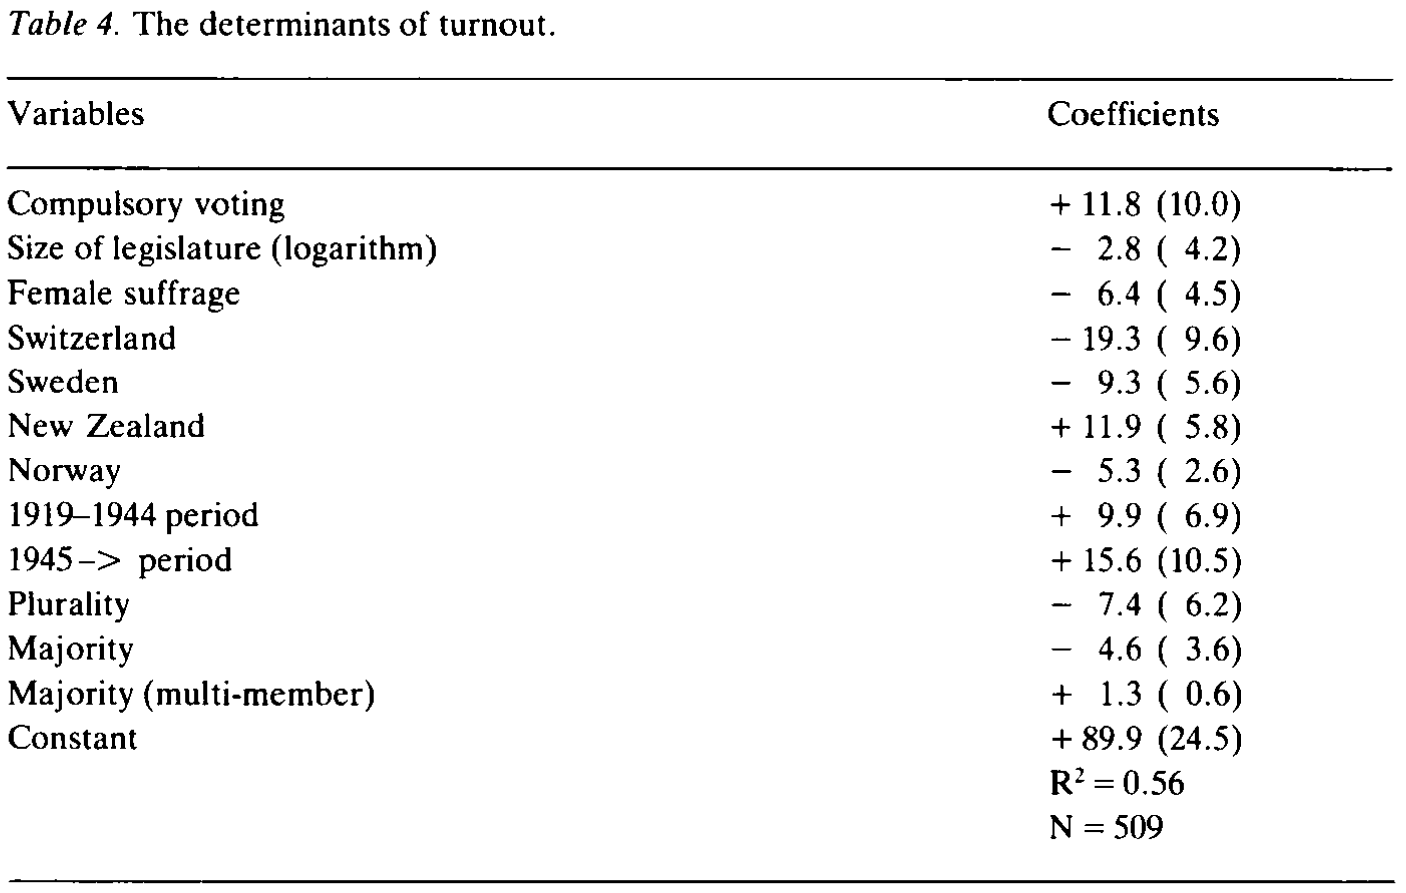 Table 4. The determinants of turnout.
Variables Coefficients
Compulsory voting + 11.8 (10.0)
Size of legislature (logarithm) − 2.8 ( 4.2)
Female suffrage − 6.4 ( 4.5)
Switzerland − 19.3 ( 9.6)
Sweden − 9.3 ( 5.6)
New Zealand + 11.9 ( 5.8)
Norway − 5.3 ( 2.6)
1919–1944 period + 9.9 ( 6.9)
1945 –> period + 15.6 (10.5)
Plurality − 7.4 ( 6.2)
Majority − 4.6 ( 3.6)
Majority (multi-member) + 1.3 ( 0.6)
Constant + 89.9 (24.5)
R² = 0.56
N = 509